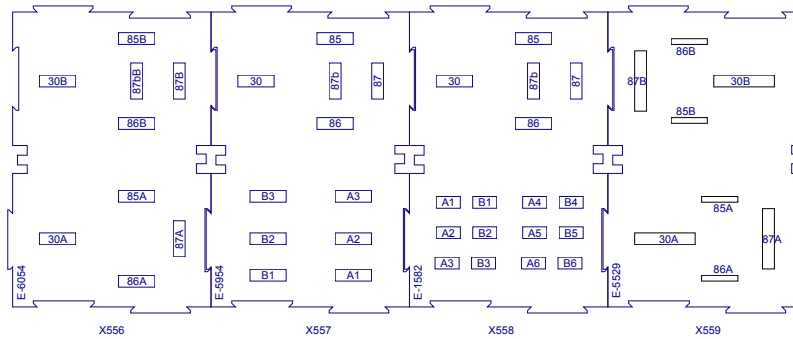 85B
30B
87bB
87B
86B
85A
30A
87A
86A
E-6054
X556
85
30
87b
87
86
B3
A3
B2
A2
B1
A1
E-5954
X557
85
30
87b
87
86
A1
B1
A4
B4
A2
B2
A5
B5
A3
B3
A6
B6
E-1582
X558
86B
87B
30B
85B
85A
30A
87A
86A
E-5529
X559